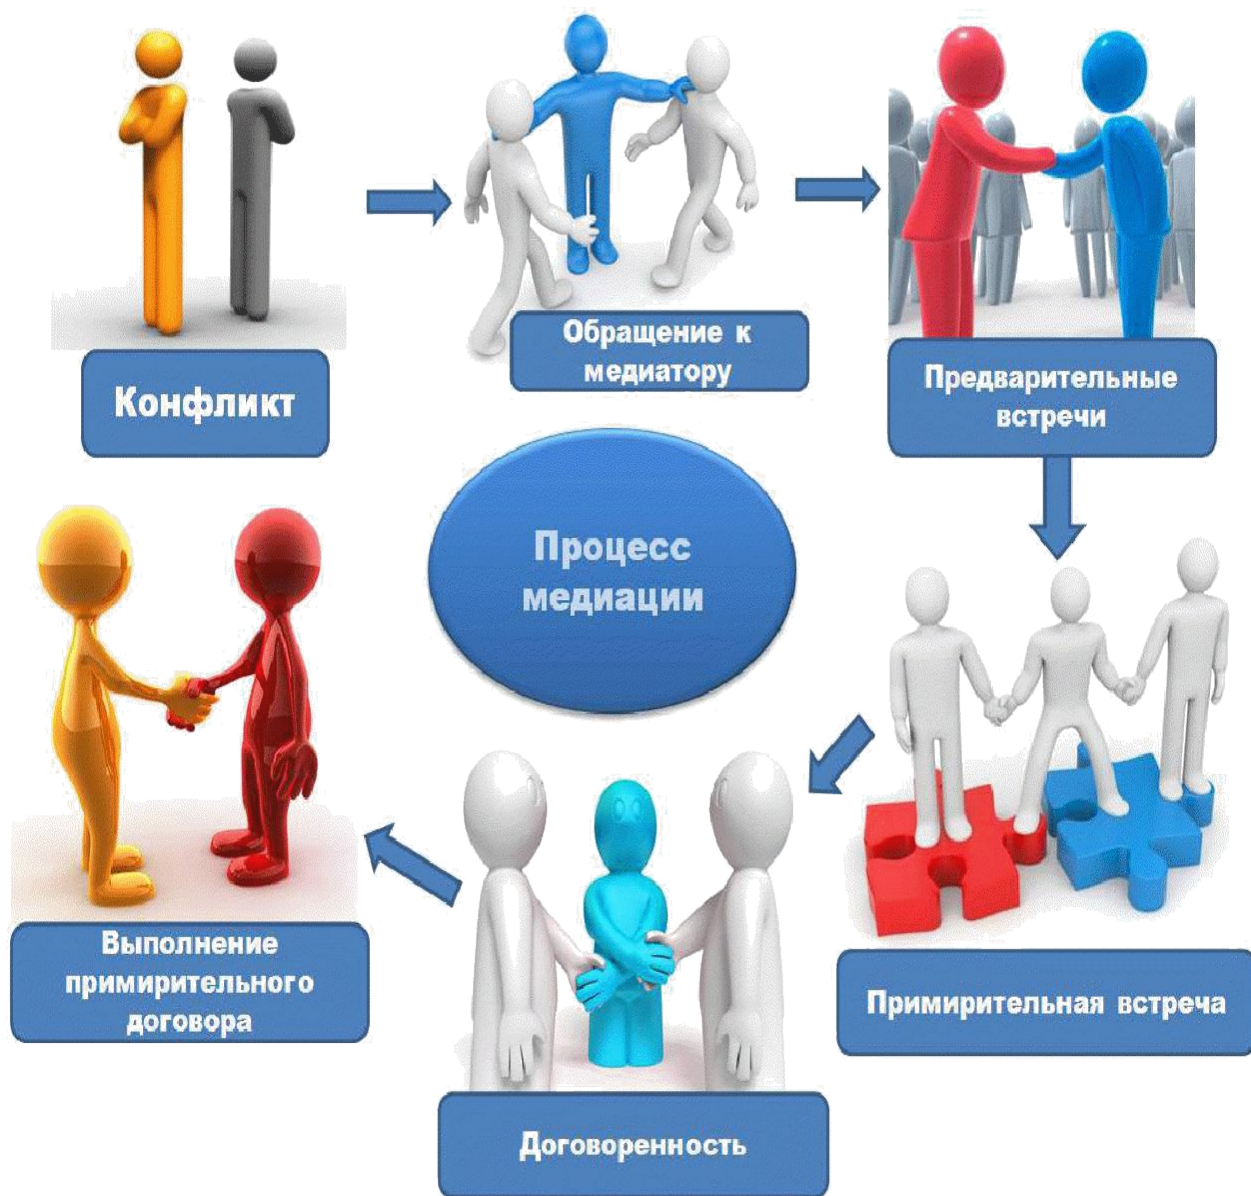 Конфликт
Обращение к
медиатору
Предварительные
встречи
Процесс
медиации
Примирительная встреча
Договоренность
Выполнение
примирительного
договора